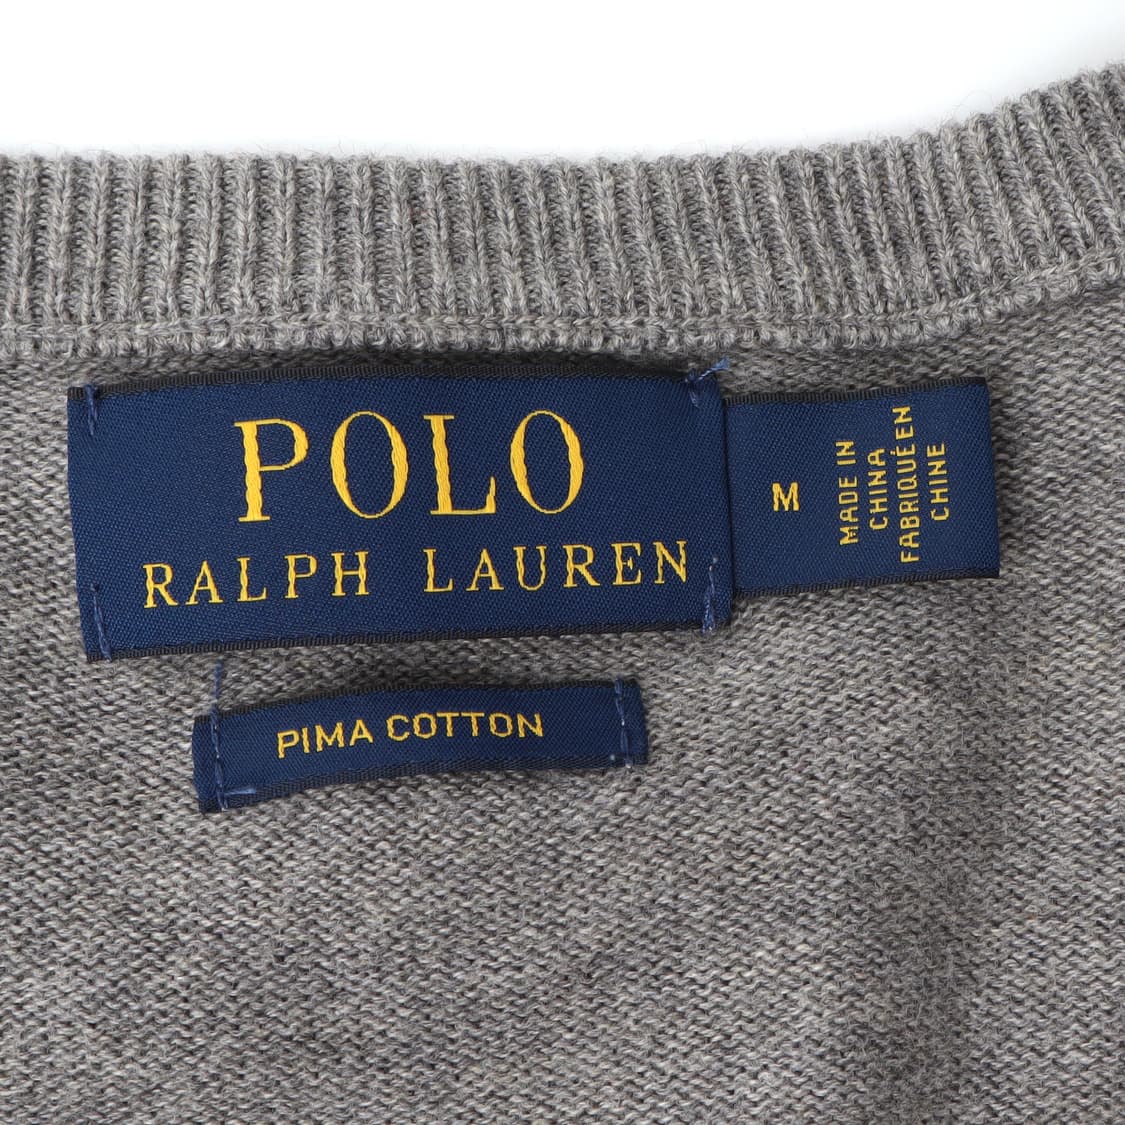 POLO
RALPH LAUREN
M
MADE IN
CHINA
FABRIQUÉ EN
CHINE
PIMA COTTON